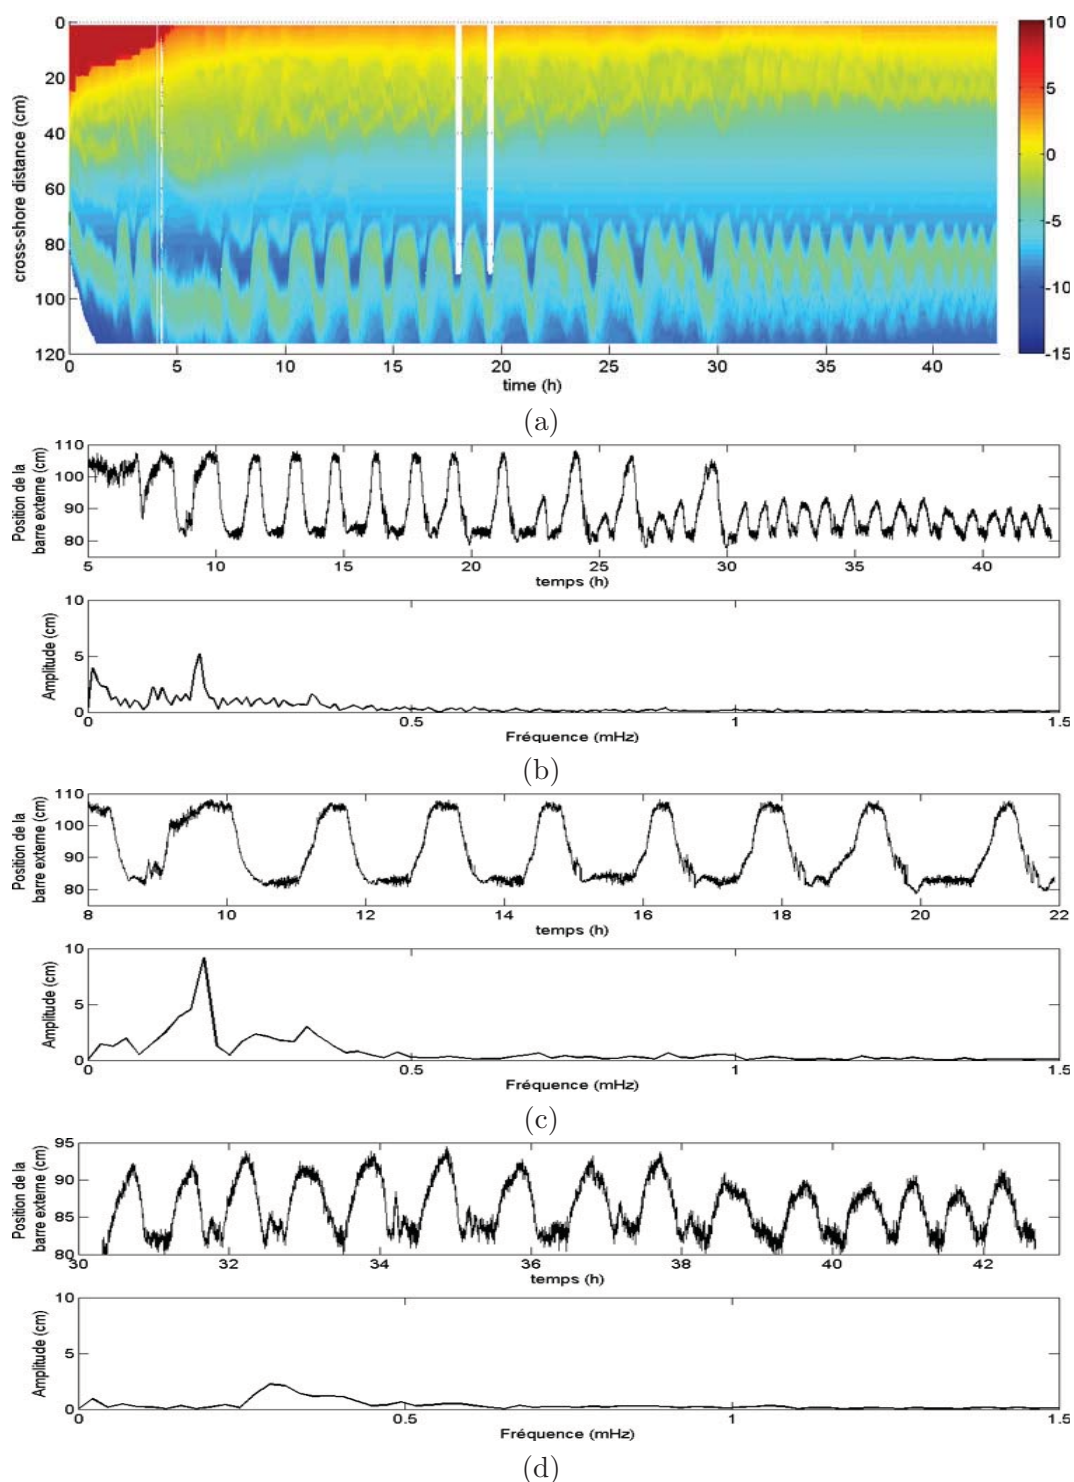 0
20
40
60
80
100
120
cross-shore distance (cm)
0 5 10 15 20 25 30 35 40
time (h)
10
5
0
-5
-10
-15
(a)
110
100
90
80
Position de la
barre externe (cm)
5 10 15 20 25 30 35 40
temps (h)
10
5
0
Amplitude (cm)
0 0.5 1 1.5
Fréquence (mHz)
(b)
110
100
90
80
Position de la
barre externe (cm)
8 10 12 14 16 18 20 22
temps (h)
10
5
0
Amplitude (cm)
0 0.5 1 1.5
Fréquence (mHz)
(c)
95
90
85
80
Position de la
barre externe (cm)
30 32 34 36 38 40 42
temps (h)
10
5
0
Amplitude (cm)
0 0.5 1 1.5
Fréquence (mHz)
(d)